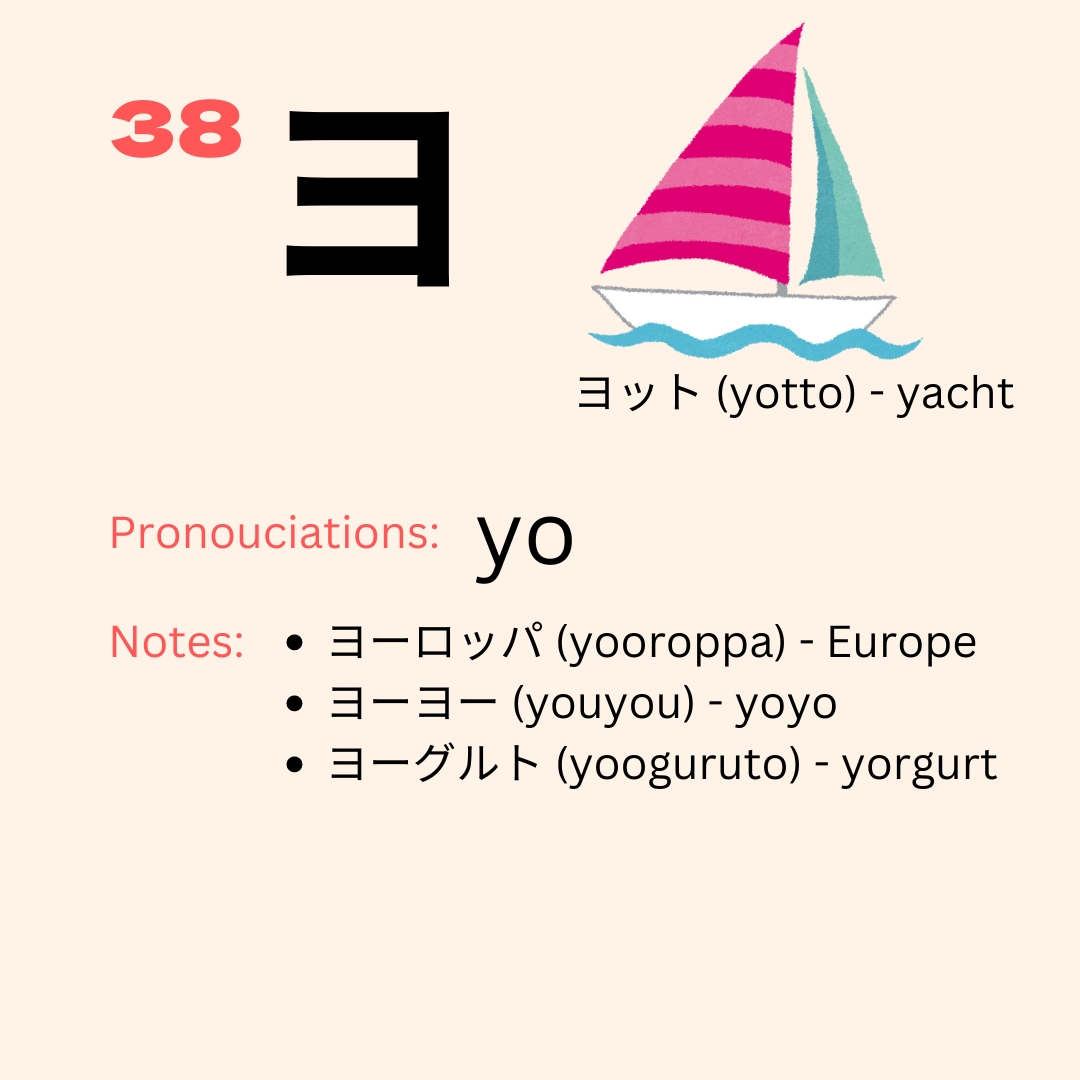 38 ヨ
ヨット (yotto) - yacht
Pronouciations: yo
Notes:
• ヨーロッパ (yooroppa) - Europe
• ヨーヨー (youyou) - yoyo
• ヨーグルト (yooguruto) - yorgurt